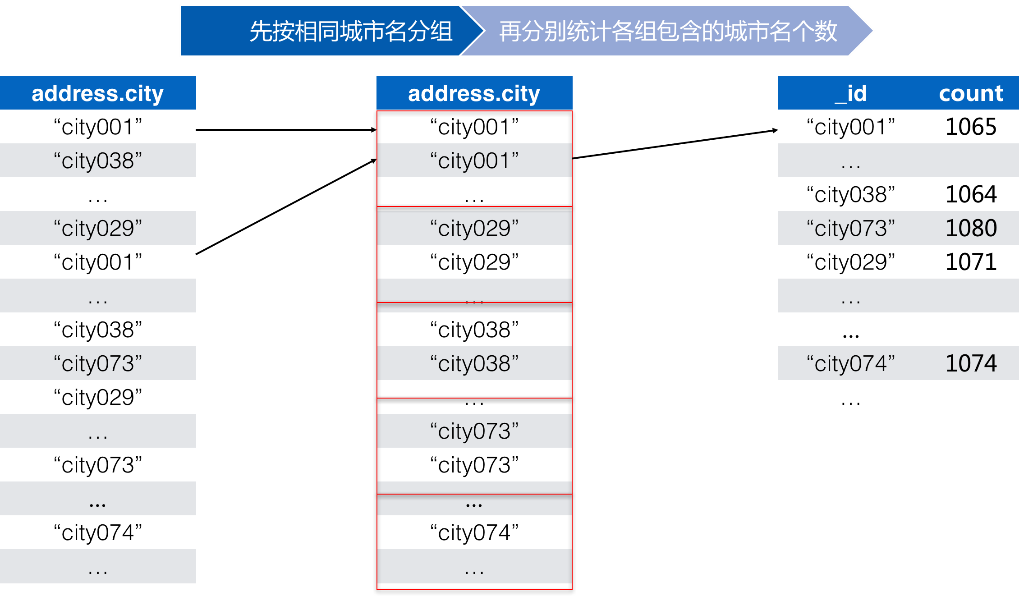 先按相同城市名分组
再分别统计各组包含的城市名个数
address.city
“city001”
“city038”
...
“city029”
“city001”
...
“city038”
“city073”
“city029”
...
“city073”
...
“city074”
...
address.city
“city001”
“city001”
...
“city029”
“city029”
...
“city038”
“city038”
...
“city073”
“city073”
...
“city074”
...
_id count
“city001” 1065
...
“city038” 1064
“city073” 1080
“city029” 1071
...
...
“city074” 1074
...